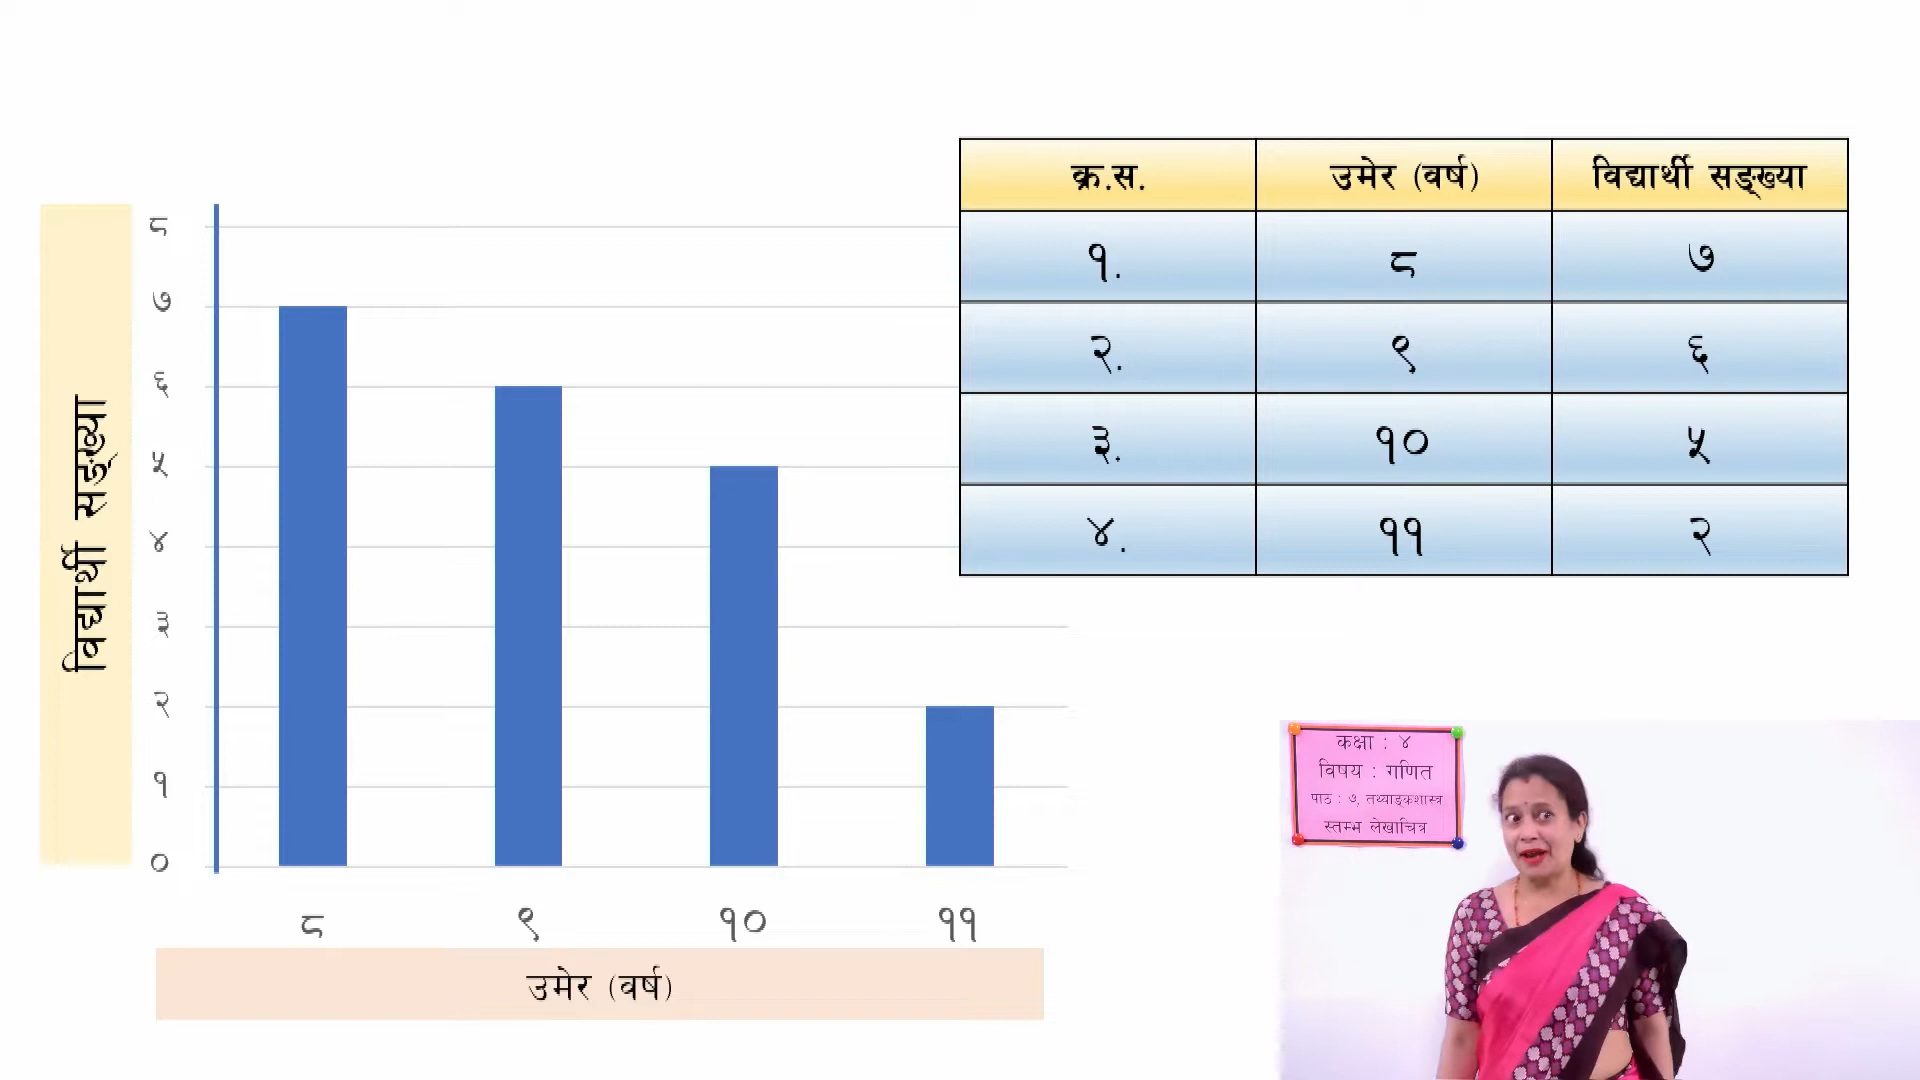 विद्यार्थी सङ्ख्या
८
७
६
५
४
३
२
१
०
८ ९ १० ११
उमेर (वर्ष)
क्र.स. उमेर (वर्ष) विद्यार्थी सङ्ख्या
१. ८ ७
२. ९ ६
३. १० ५
४. ११ २
कक्षा : ४
विषय : गणित
पाठ : ७, तथ्याङ्कशास्त्र
स्तम्भ लेखाचित्र